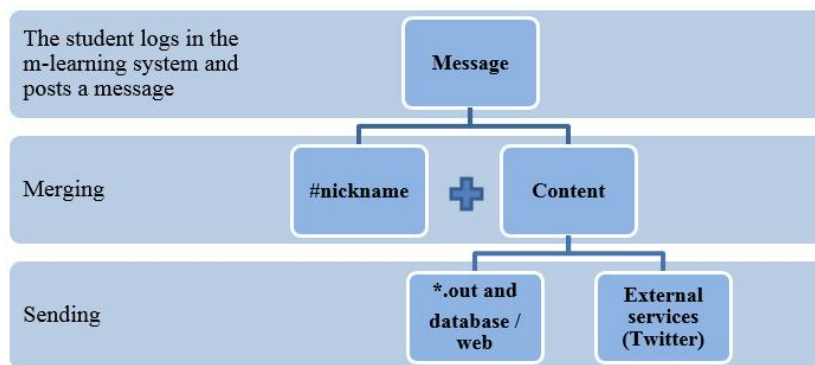 The student logs in the
m-learning system and
posts a message
Message
Merging
#nickname
Content
Sending
*.out and
database /
web
External
services
(Twitter)